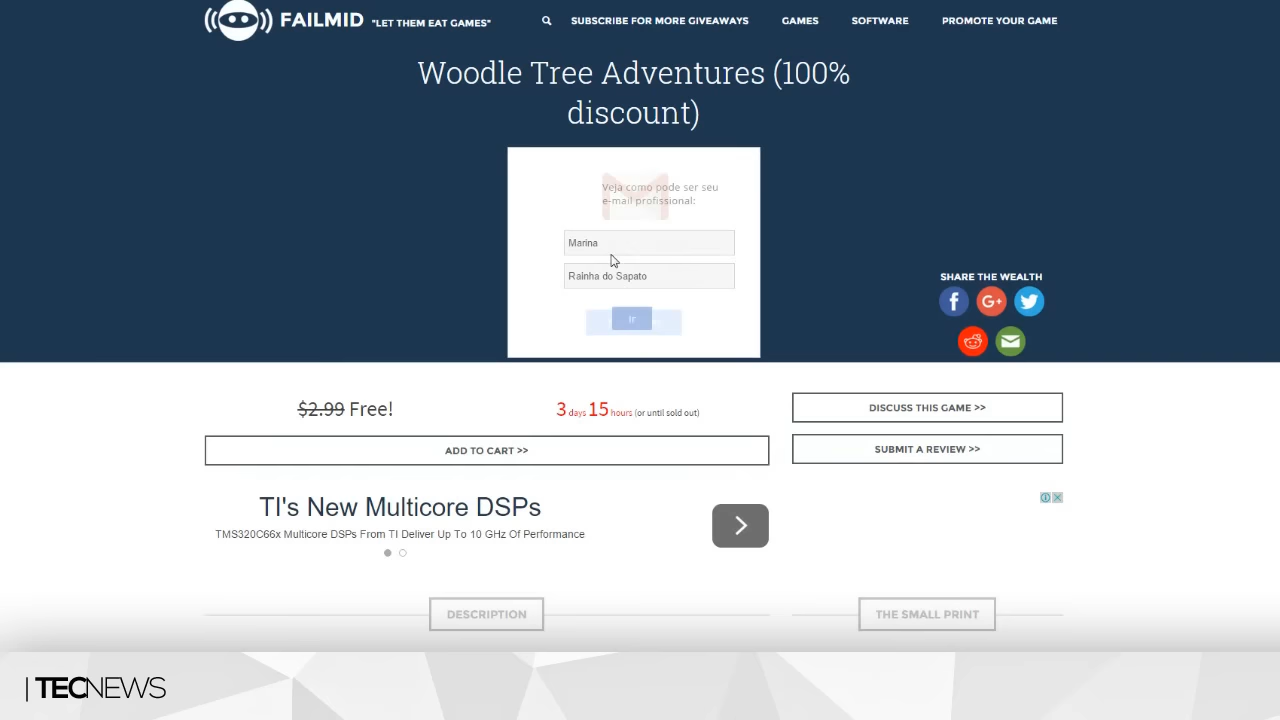 FAILMID "LET THEM EAT GAMES"
SUBSCRIBE FOR MORE GIVEAWAYS GAMES SOFTWARE PROMOTE YOUR GAME
Woodle Tree Adventures (100%
discount)
Veja como pode ser seu
e-mail profissional:
Marina
Rainha do Sapato
Ir
SHARE THE WEALTH
$2.99 Free!
3 days 15 hours (or until sold out)
DISCUSS THIS GAME >>
ADD TO CART >>
SUBMIT A REVIEW >>
TI's New Multicore DSPs
TMS320C66x Multicore DSPs From TI Deliver Up To 10 GHz Of Performance
DESCRIPTION
THE SMALL PRINT
TECNEWS